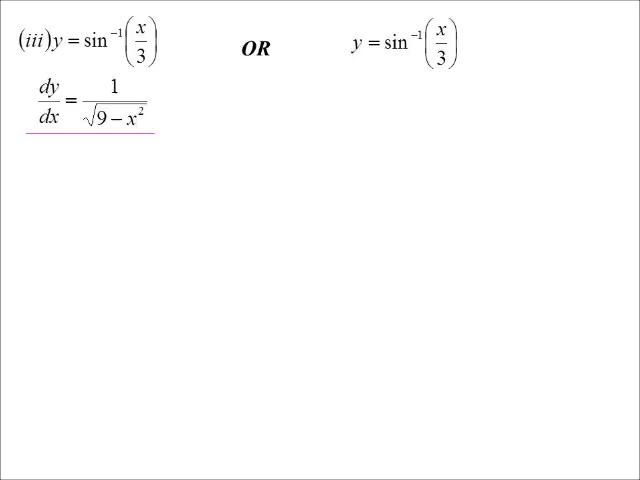 (iii) y = sin⁻¹(x/3)
OR
y = sin⁻¹(x/3)
dy/dx = 1/√(9 − x²)